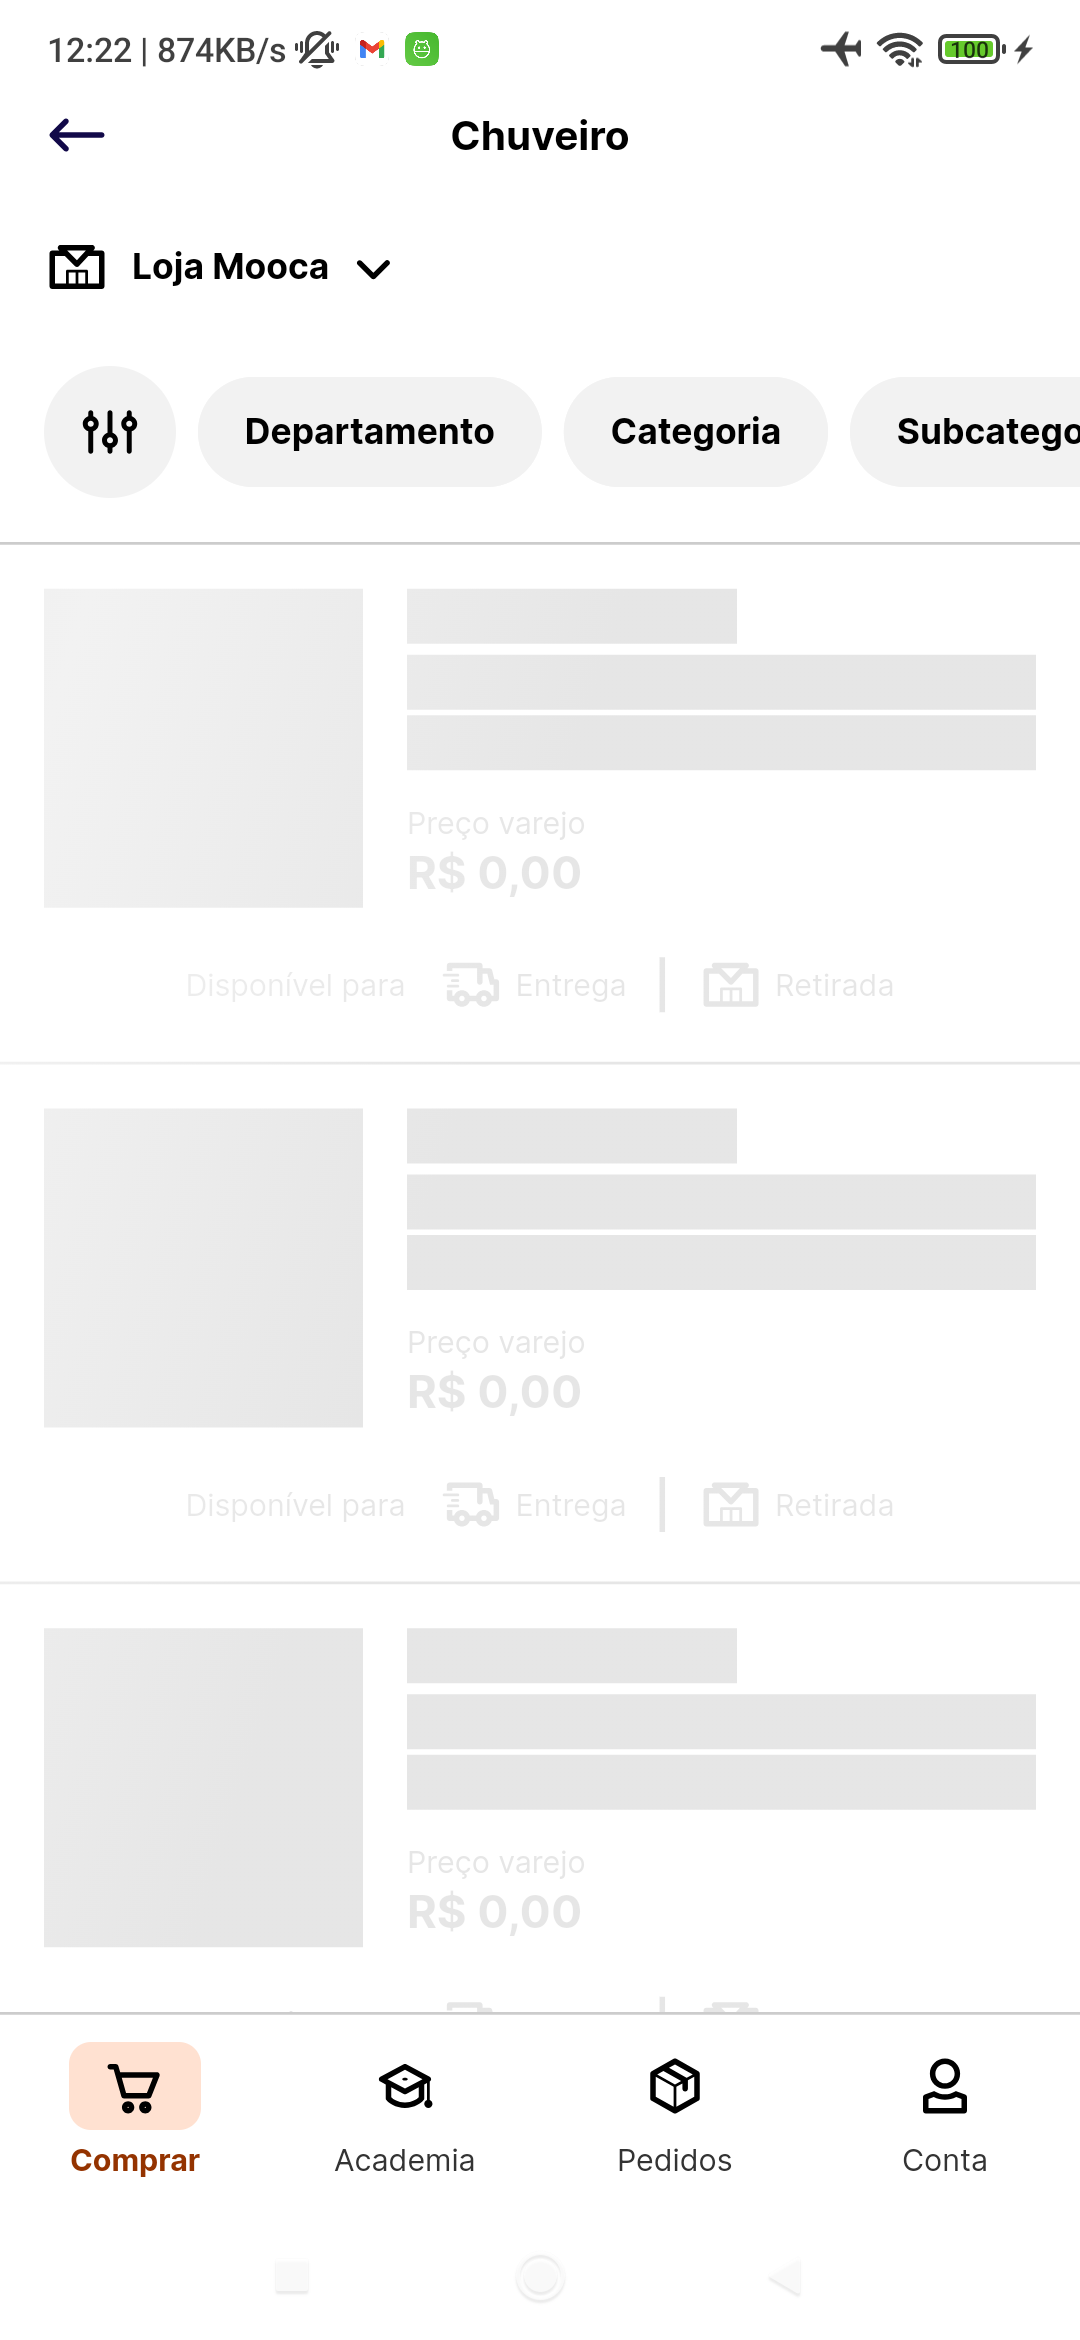 12:22 | 874KB/s
100
Chuveiro
Loja Mooca
Departamento
Categoria
Subcatego
Preço varejo
R$ 0,00
Disponível para
Entrega
Retirada
Preço varejo
R$ 0,00
Disponível para
Entrega
Retirada
Preço varejo
R$ 0,00
Comprar
Academia
Pedidos
Conta